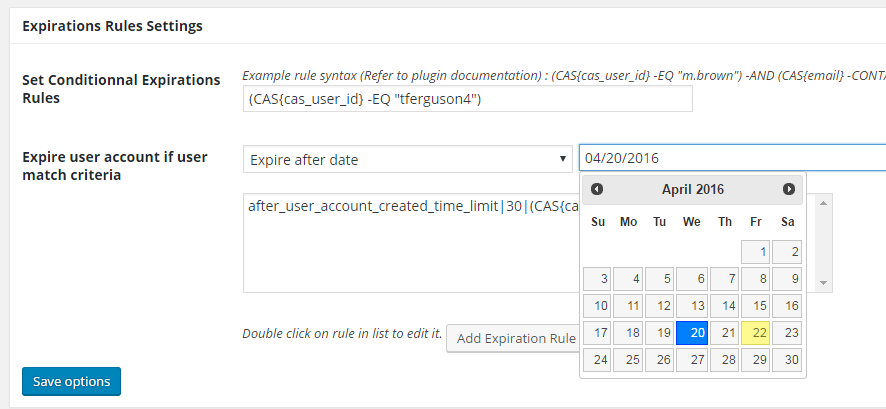 Expirations Rules Settings
Set Conditionnal Expirations Rules
Example rule syntax (Refer to plugin documentation) : (CAS{cas_user_id} -EQ "m.brown") -AND (CAS{email} -CONTA
(CAS{cas_user_id} -EQ "tferguson4")
Expire user account if user match criteria
Expire after date
04/20/2016
after_user_account_created_time_limit|30|(CAS{ca
April 2016
Su Mo Tu We Th Fr Sa
1 2
3 4 5 6 7 8 9
10 11 12 13 14 15 16
17 18 19 20 21 22 23
24 25 26 27 28 29 30
Double click on rule in list to edit it.
Add Expiration Rule
Save options